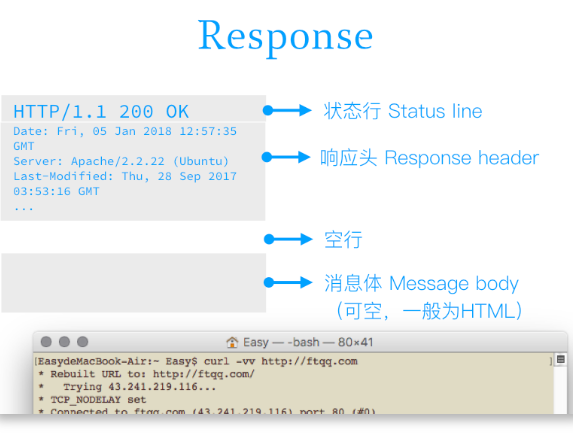 Response
HTTP/1.1 200 OK
状态行 Status line
Date: Fri, 05 Jan 2018 12:57:35
GMT
Server: Apache/2.2.22 (Ubuntu)
Last-Modified: Thu, 28 Sep 2017
03:53:16 GMT
...
响应头 Response header
空行
消息体 Message body
（可空，一般为HTML）
Easy — -bash — 80×41
[EasydeMacBook-Air:~ Easy$ curl -vv http://ftqq.com ]
* Rebuilt URL to: http://ftqq.com/
*   Trying 43.241.219.116...
* TCP_NODELAY set
* Connected to ftqq.com (43.241.219.116) port 80 (#0)